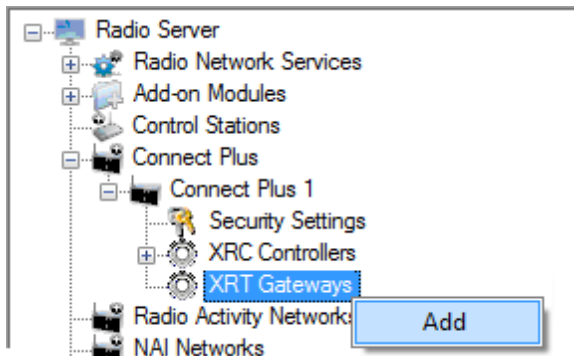 Radio Server
Radio Network Services
Add-on Modules
Control Stations
Connect Plus
Connect Plus 1
Security Settings
XRC Controllers
XRT Gateways
Radio Activity Networks Add
NAI Networks